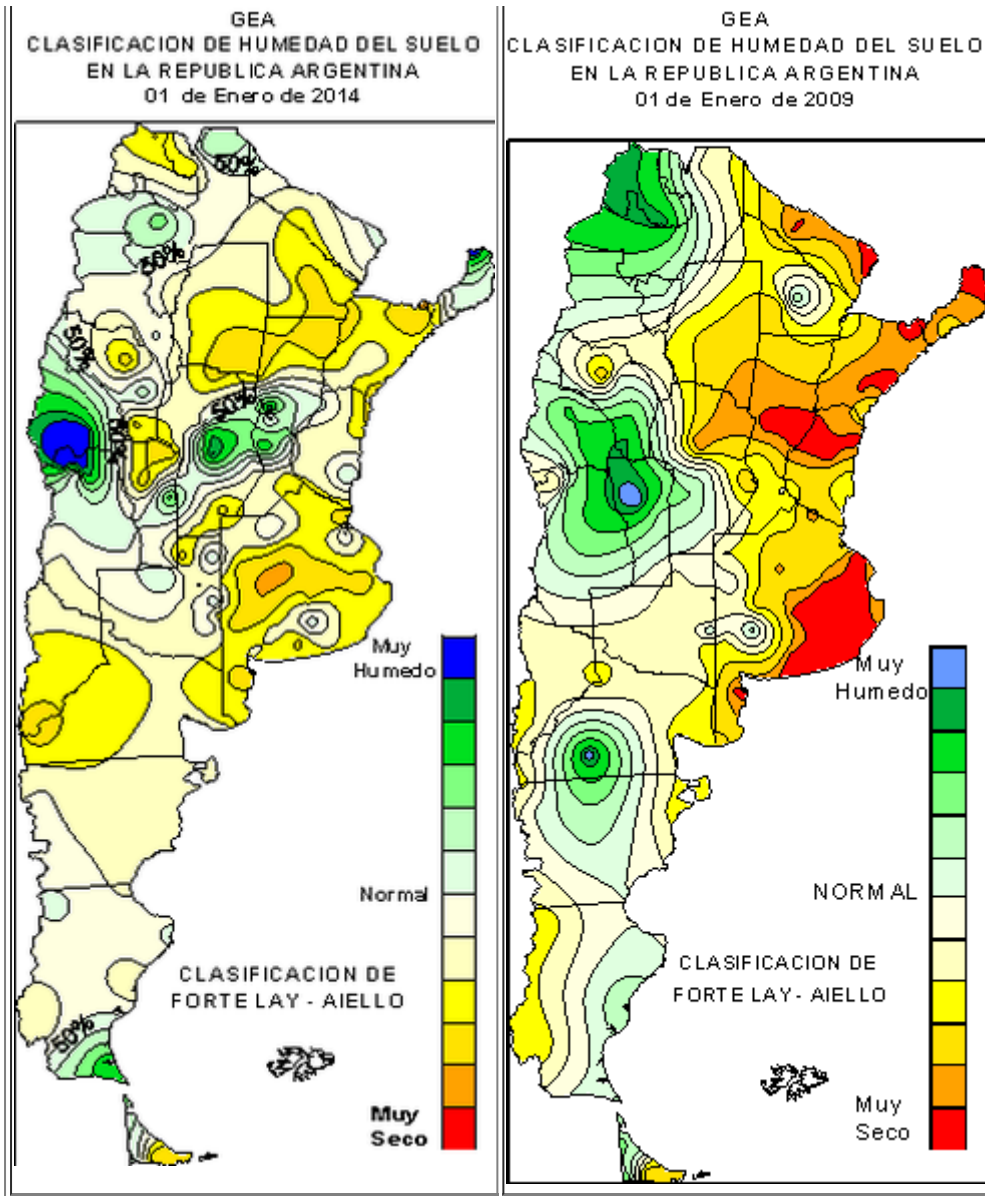 GEA
CLASIFICACION DE HUMEDAD DEL SUELO
EN LA REPUBLICA ARGENTINA
01 de Enero de 2014
50%
50%
50%
50%
50%
50%
Muy
Humedo
Normal
CLASIFICACION DE
FORTE LAY - AIELLO
Muy
Seco
GEA
CLASIFICACION DE HUMEDAD DEL SUELO
EN LA REPUBLICA ARGENTINA
01 de Enero de 2009
Muy
Humedo
NORMAL
CLASIFICACION DE
FORTE LAY- AIELLO
Muy
Seco